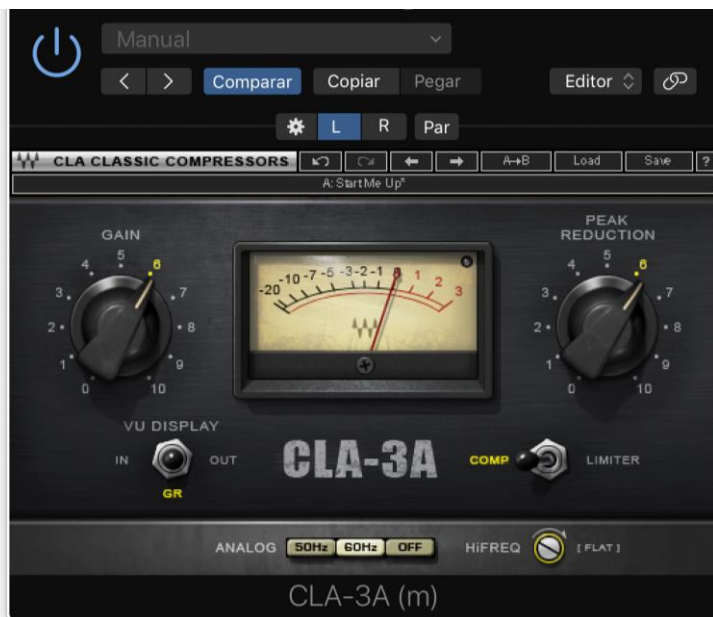 Manual
Comparar Copiar Pegar Editor
L R Par
CLA CLASSIC COMPRESSORS A→B Load Save ?
A: Start Me Up*
GAIN
0 1 2 3 4 5 6 7 8 9 10
-20 -10 -7 -5 -3 -2 -1 0 1 2 3
PEAK
REDUCTION
0 1 2 3 4 5 6 7 8 9 10
VU DISPLAY
IN OUT
GR
CLA-3A
COMP LIMITER
ANALOG 50Hz 60Hz OFF HiFREQ [ FLAT ]
CLA-3A (m)